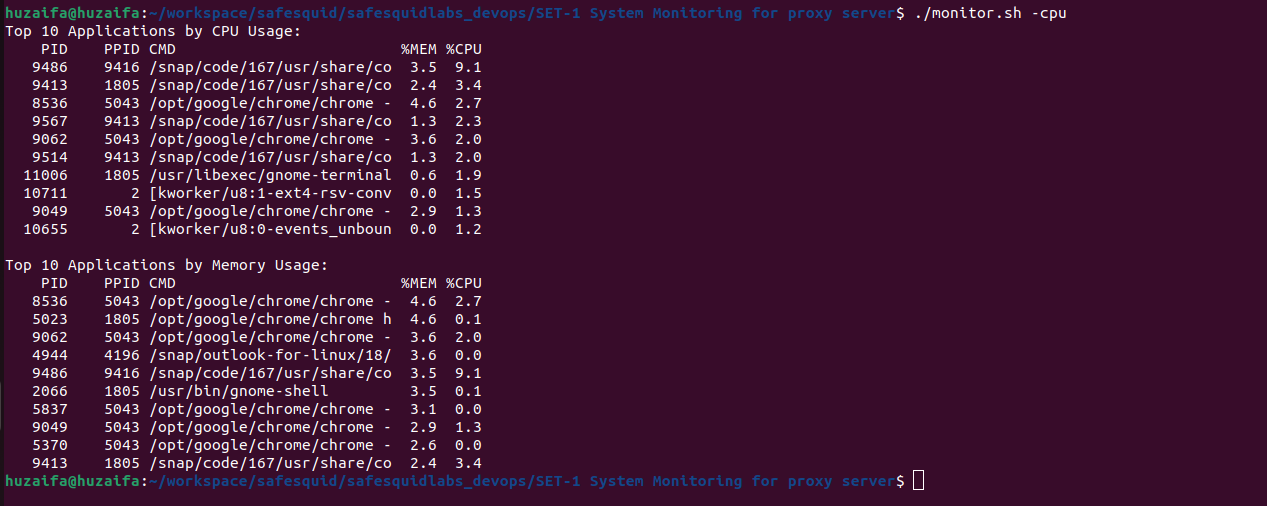 huzaifa@huzaifa:~/workspace/safesquid/safesquidlabs_devops/SET-1 System Monitoring for proxy server$ ./monitor.sh -cpu
Top 10 Applications by CPU Usage:
    PID    PPID CMD                         %MEM %CPU
   9486    9416 /snap/code/167/usr/share/co  3.5  9.1
   9413    1805 /snap/code/167/usr/share/co  2.4  3.4
   8536    5043 /opt/google/chrome/chrome -  4.6  2.7
   9567    9413 /snap/code/167/usr/share/co  1.3  2.3
   9062    5043 /opt/google/chrome/chrome -  3.6  2.0
   9514    9413 /snap/code/167/usr/share/co  1.3  2.0
  11006    1805 /usr/libexec/gnome-terminal  0.6  1.9
  10711       2 [kworker/u8:1-ext4-rsv-conv  0.0  1.5
   9049    5043 /opt/google/chrome/chrome -  2.9  1.3
  10655       2 [kworker/u8:0-events_unboun  0.0  1.2

Top 10 Applications by Memory Usage:
    PID    PPID CMD                         %MEM %CPU
   8536    5043 /opt/google/chrome/chrome -  4.6  2.7
   5023    1805 /opt/google/chrome/chrome h  4.6  0.1
   9062    5043 /opt/google/chrome/chrome -  3.6  2.0
   4944    4196 /snap/outlook-for-linux/18/  3.6  0.0
   9486    9416 /snap/code/167/usr/share/co  3.5  9.1
   2066    1805 /usr/bin/gnome-shell         3.5  0.1
   5837    5043 /opt/google/chrome/chrome -  3.1  0.0
   9049    5043 /opt/google/chrome/chrome -  2.9  1.3
   5370    5043 /opt/google/chrome/chrome -  2.6  0.0
   9413    1805 /snap/code/167/usr/share/co  2.4  3.4
huzaifa@huzaifa:~/workspace/safesquid/safesquidlabs_devops/SET-1 System Monitoring for proxy server$